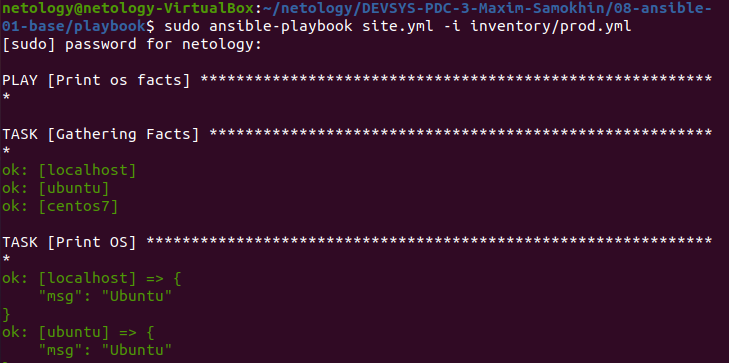 netology@netology-VirtualBox:~/netology/DEVSYS-PDC-3-Maxim-Samokhin/08-ansible-
01-base/playbook$ sudo ansible-playbook site.yml -i inventory/prod.yml
[sudo] password for netology:
PLAY [Print os facts] *********************************************************
*
TASK [Gathering Facts] ********************************************************
*
ok: [localhost]
ok: [ubuntu]
ok: [centos7]
TASK [Print OS] ***************************************************************
*
ok: [localhost] => {
    "msg": "Ubuntu"
}
ok: [ubuntu] => {
    "msg": "Ubuntu"